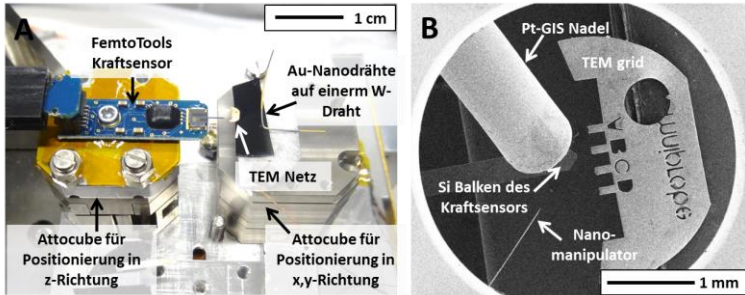 A
1 cm
FemtoTools
Kraftsensor
Au-Nanodrähte
auf einerm W-
Draht
TEM Netz
Attocube für
Positionierung in
z-Richtung
Attocube für
Positionierung in
x,y-Richtung
B
Pt-GIS Nadel
TEM grid
A B C D
Si Balken des
Kraftsensors
Nano-
manipulator
1 mm